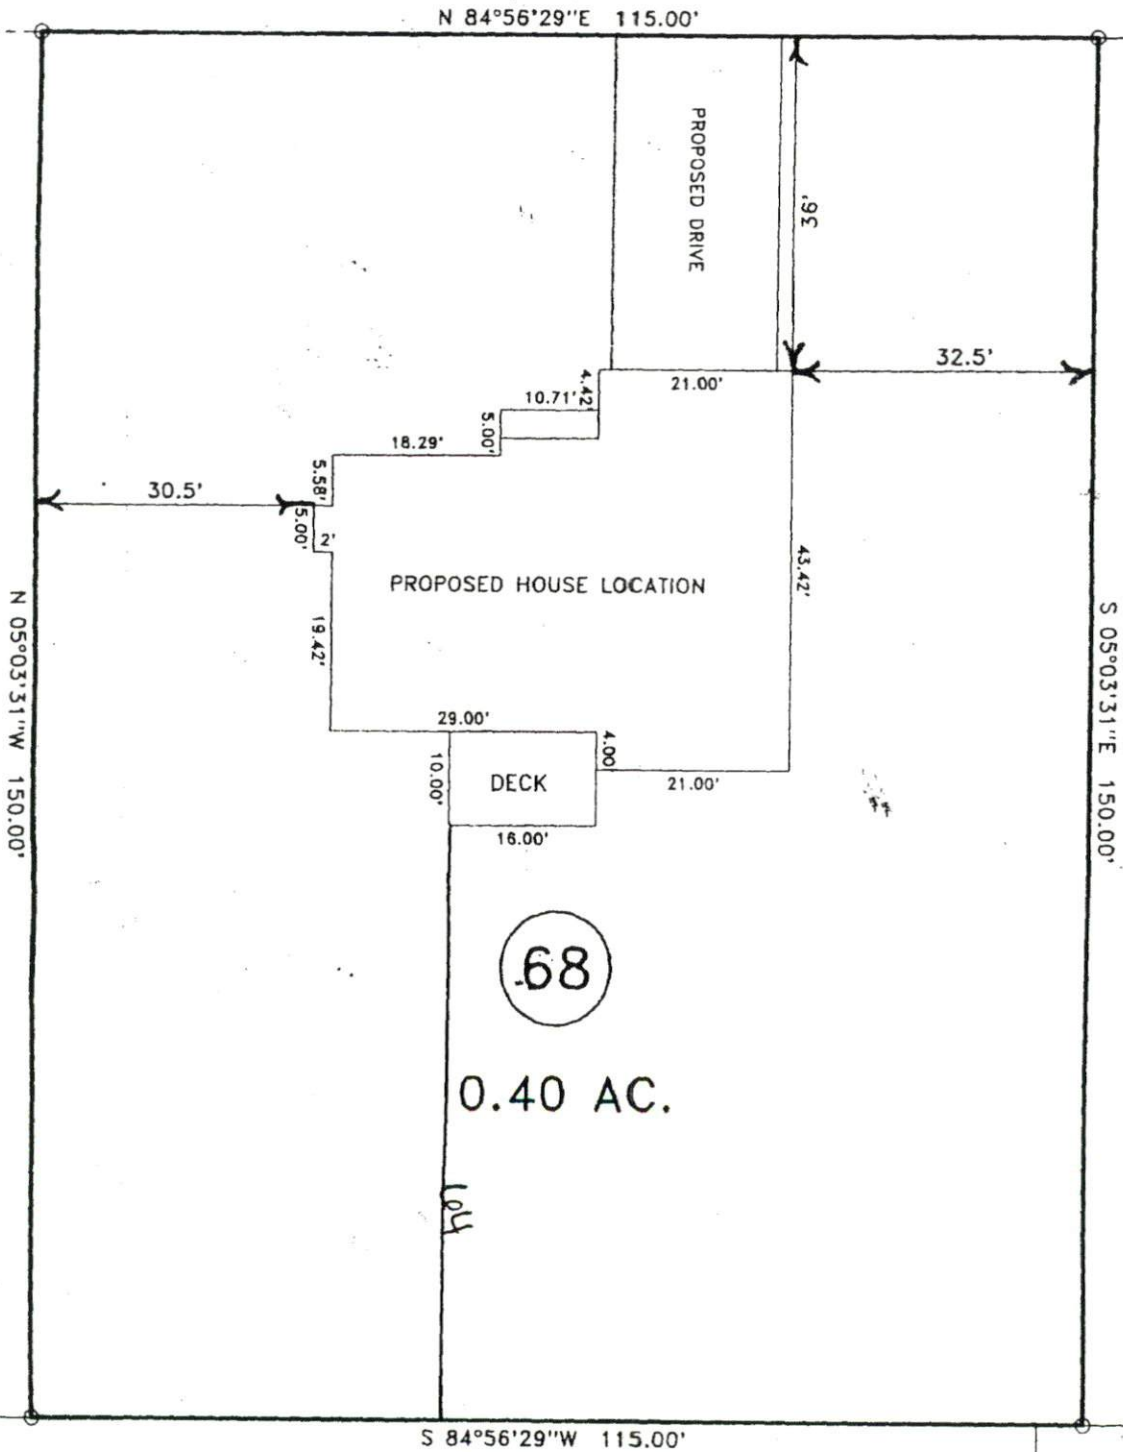 N 84°56'29"E 115.00'
PROPOSED DRIVE
36'
32.5'
21.00'
4.42'
10.71'
5.00'
18.29'
5.58'
30.5'
5.00'
2'
43.42'
PROPOSED HOUSE LOCATION
19.42'
N 05°03'31"W 150.00'
S 05°03'31"E 150.00'
29.00'
4.00
10.00'
DECK
21.00'
16.00'
68
0.40 AC.
64
S 84°56'29"W 115.00'